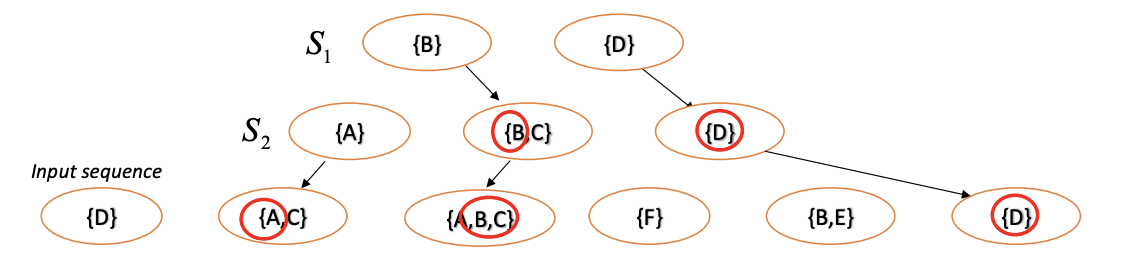 S1 {B} {D}
S2 {A} {B,C} {D}
Input sequence
{D} {A,C} {A,B,C} {F} {B,E} {D}